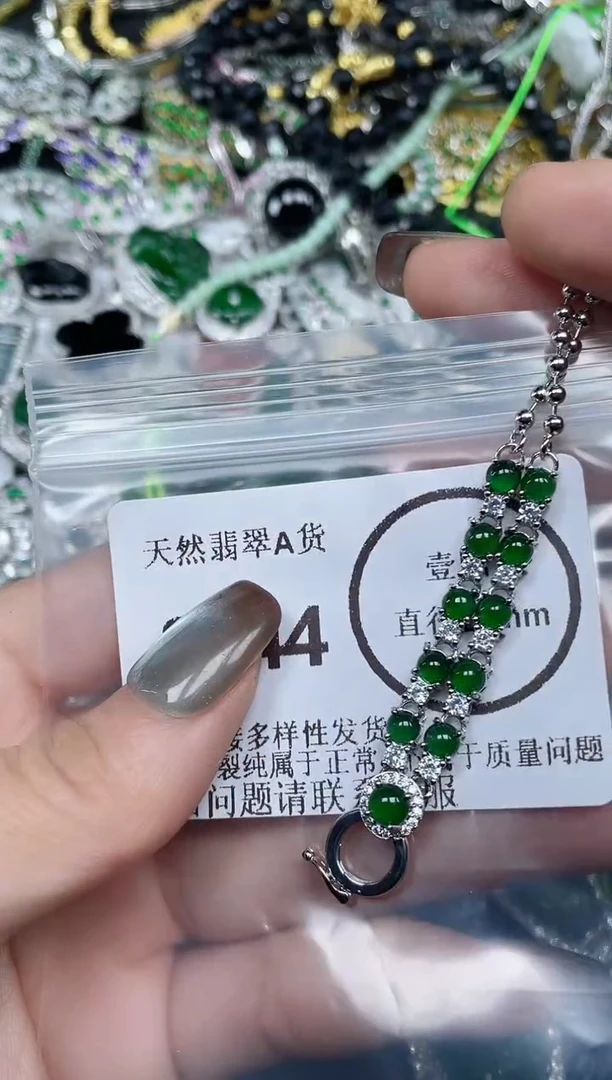 天然翡翠A货
壹
44
直径 mm
多样性发货
裂纯属于正常 于质量问题
问题请联系 服